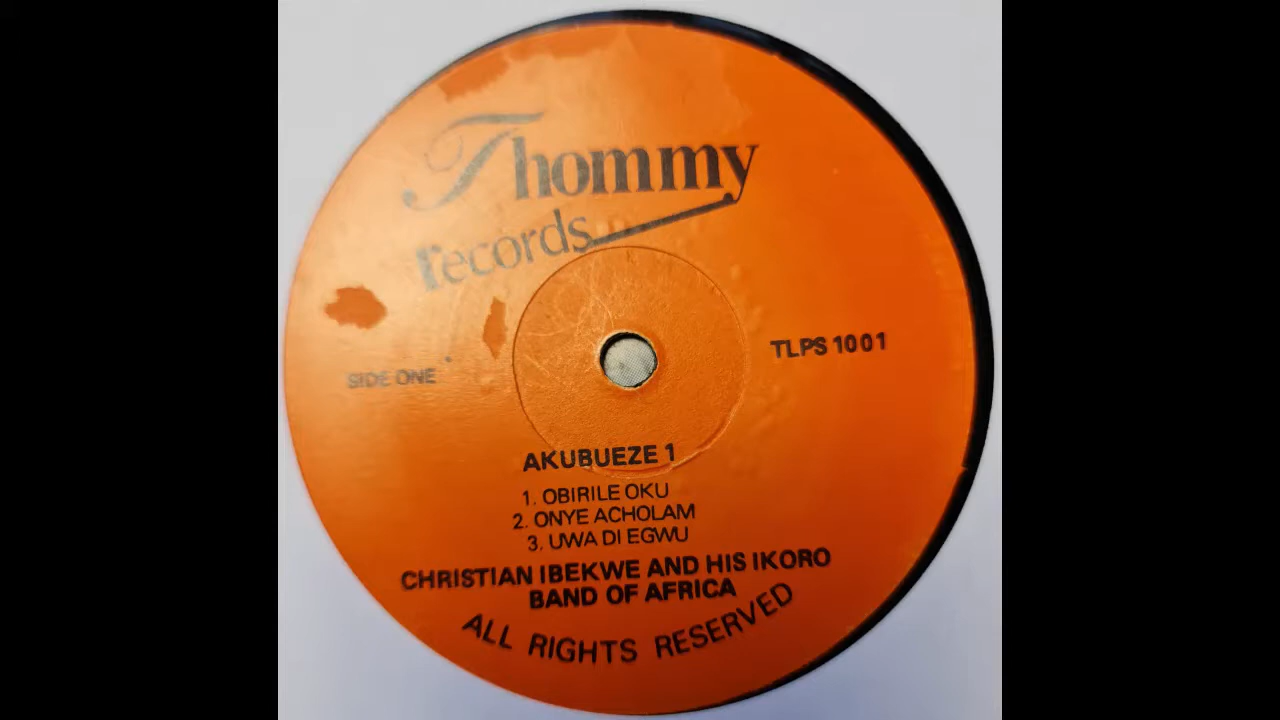 Thommy
records
SIDE ONE
TLPS 1001
AKUBUEZE 1
1. OBIRILE OKU
2. ONYE ACHOLAM
3. UWA DI EGWU
CHRISTIAN IBEKWE AND HIS IKORO
BAND OF AFRICA
ALL RIGHTS RESERVED